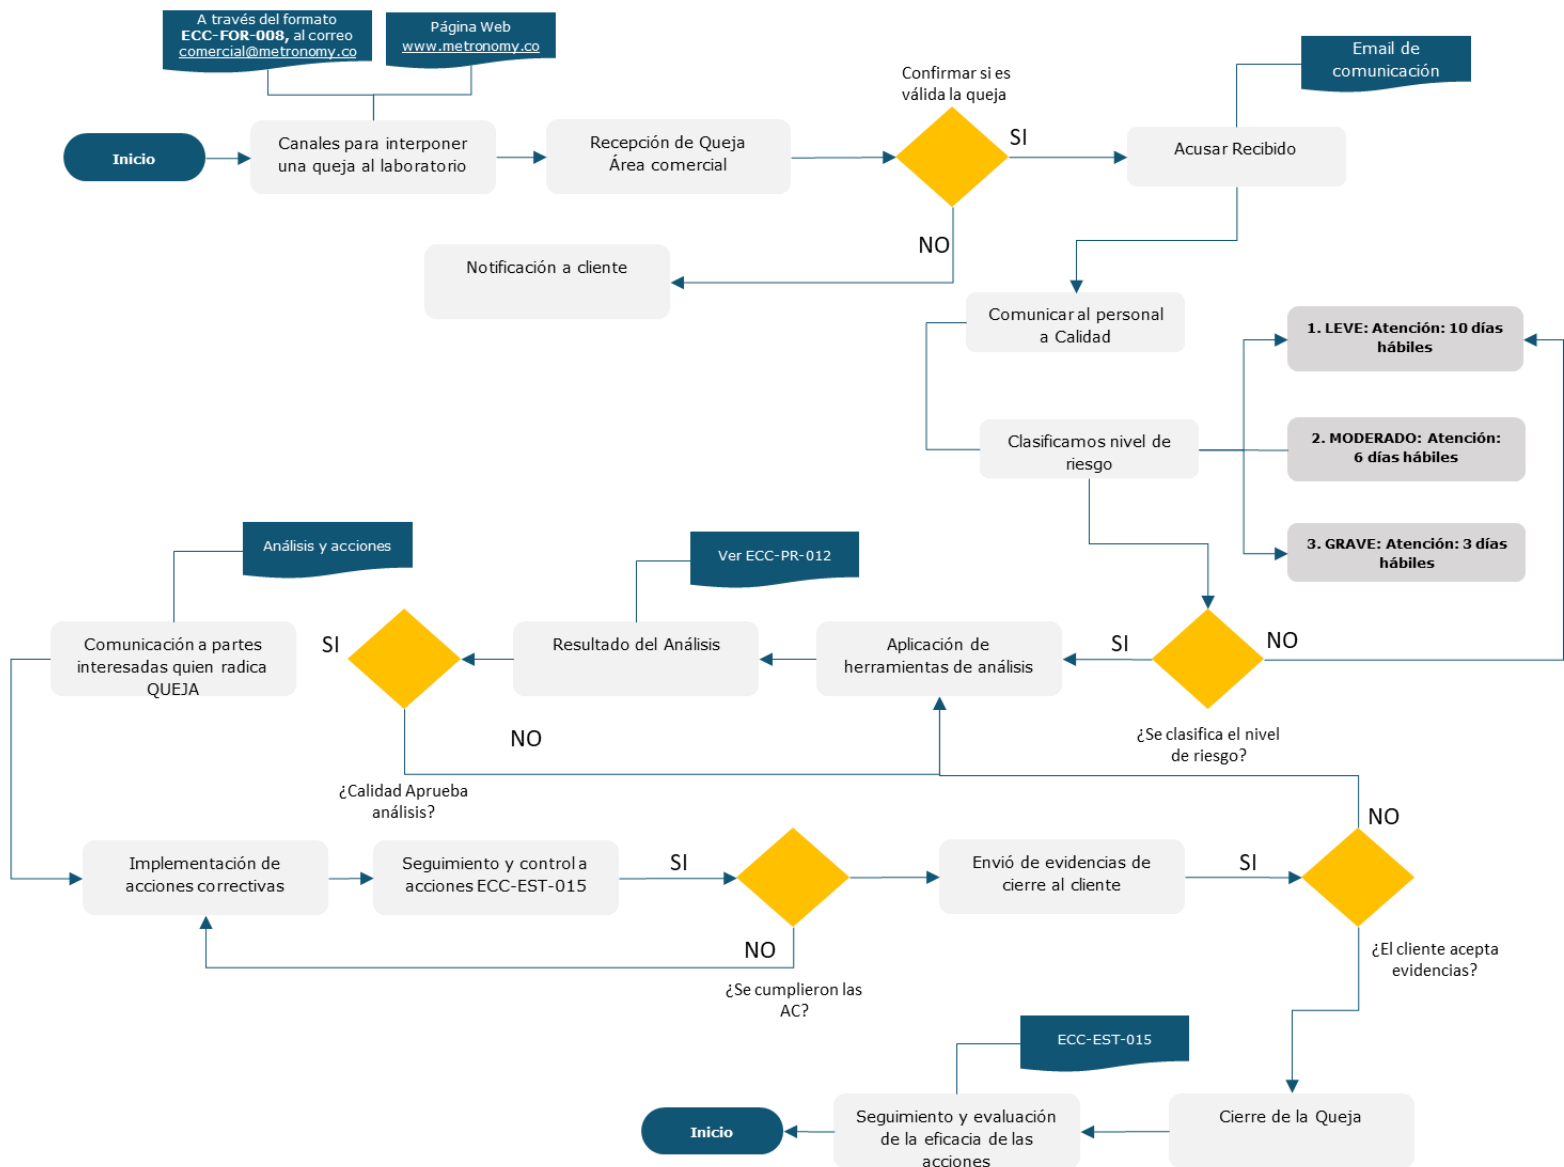 A través del formato
ECC-FOR-008, al correo
comercial@metronomy.co
Página Web
www.metronomy.co
Confirmar si es
válida la queja
Email de
comunicación
Inicio
Canales para interponer
una queja al laboratorio
Recepción de Queja
Área comercial
SI
Acusar Recibido
NO
Notificación a cliente
Comunicar al personal
a Calidad
1. LEVE: Atención: 10 días
hábiles
Clasificamos nivel de
riesgo
2. MODERADO: Atención:
6 días hábiles
3. GRAVE: Atención: 3 días
hábiles
Análisis y acciones
Ver ECC-PR-012
Comunicación a partes
interesadas quien radica
QUEJA
SI
Resultado del Análisis
Aplicación de
herramientas de análisis
SI
NO
NO
¿Se clasifica el nivel
de riesgo?
¿Calidad Aprueba
análisis?
NO
Implementación de
acciones correctivas
Seguimiento y control a
acciones ECC-EST-015
SI
Envió de evidencias de
cierre al cliente
SI
NO
¿Se cumplieron las
AC?
¿El cliente acepta
evidencias?
ECC-EST-015
Inicio
Seguimiento y evaluación
de la eficacia de las
acciones
Cierre de la Queja